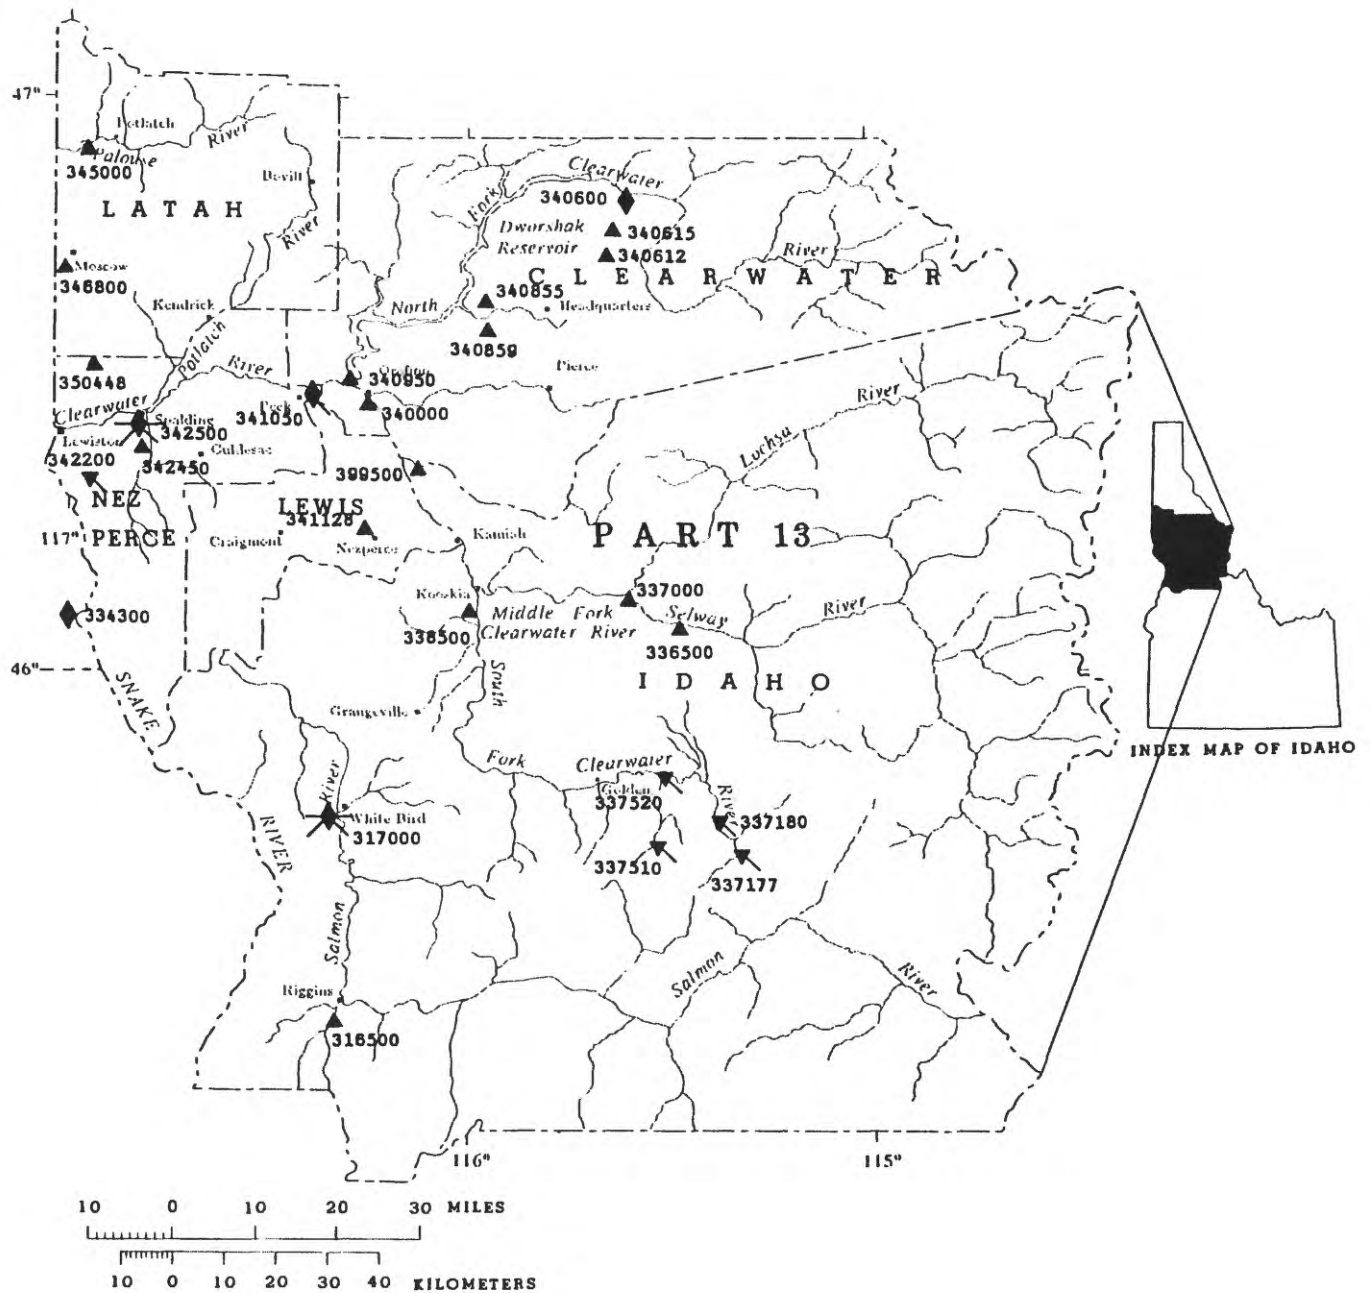 47°
Potlatch
River
Palouse
345000
Bovill
LATAH
River
Clearwater
340600
Fork
Dworshak
Reservoir
340615
340612
River
CLEARWATER
Moscow
346800
Kendrick
Potlatch
North
340855
Headquarters
340859
350448
River
Orofino
340950
Pierce
Clearwater
Peck
341050
340000
River
Spalding
342500
Lewiston
342200
342450
Culdesac
399500
Lochsa
NEZ
PERCE
LEWIS
341128
117°
Craigmont
Nezperce
Kamiah
PART 13
334300
Kooskia
338500
Middle Fork
Clearwater River
337000
Selway
River
336500
46°
SNAKE
South
IDAHO
Grangeville
INDEX MAP OF IDAHO
Fork
Clearwater
Golden
337520
River
River
White Bird
317000
RIVER
337180
337510
337177
Salmon
Salmon
River
Riggins
316500
116°
115°
10 0 10 20 30 MILES
10 0 10 20 30 40 KILOMETERS